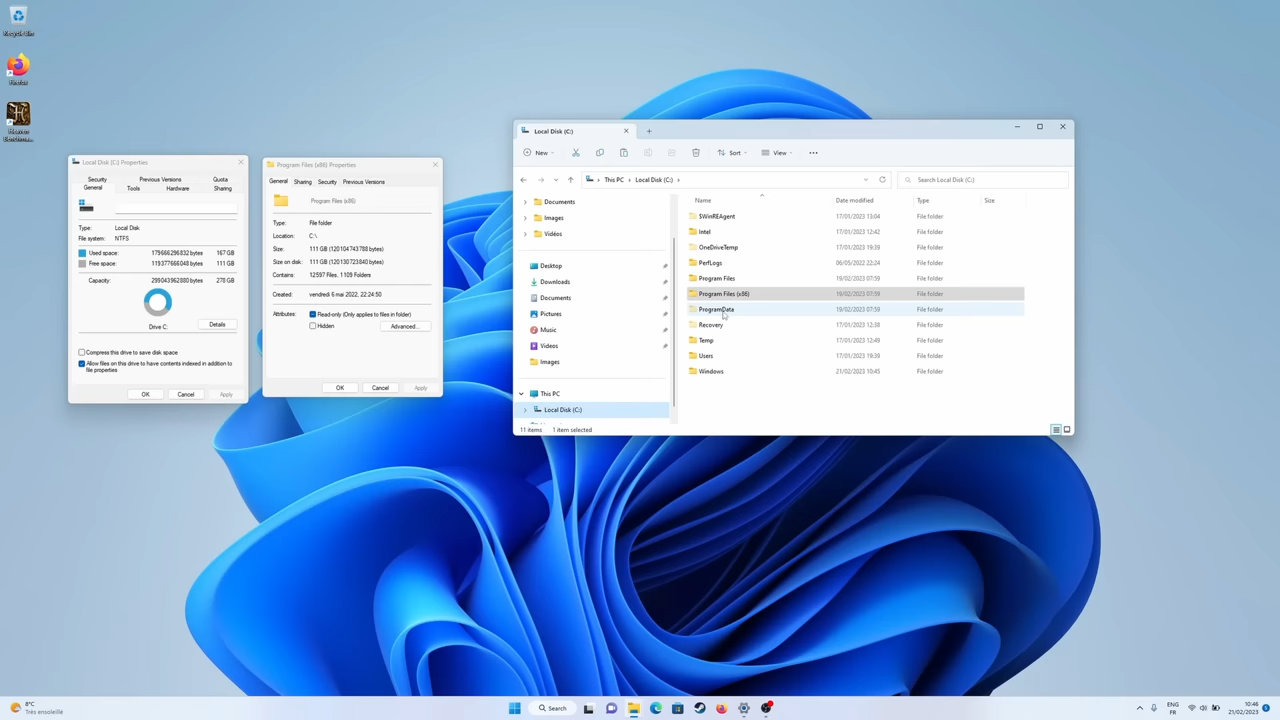 Recycle Bin
Firefox
Heaven
Benchmar...
Local Disk (C:) Properties
Security
Previous Versions
Quota
General
Tools
Hardware
Sharing
Type:
Local Disk
File system:
NTFS
Used space:
179666296832 bytes
167 GB
Free space:
119377666048 bytes
111 GB
Capacity:
299043962880 bytes
278 GB
Drive C:
Details
Compress this drive to save disk space
Allow files on this drive to have contents indexed in addition to
file properties
OK
Cancel
Apply
Program Files (x86) Properties
General
Sharing
Security
Previous Versions
Program Files (x86)
Type:
File folder
Location:
C:\
Size:
111 GB (120104743788 bytes)
Size on disk:
111 GB (120130723840 bytes)
Contains:
12597 Files, 1109 Folders
Created:
vendredi 6 mai 2022, 22:24:50
Attributes:
Read-only (Only applies to files in folder)
Hidden
Advanced...
OK
Cancel
Apply
Local Disk (C:)
New
Sort
View
This PC
Local Disk (C:)
Search Local Disk (C:)
Documents
Images
Vidéos
Desktop
Downloads
Documents
Pictures
Music
Videos
Images
This PC
Local Disk (C:)
Name
Date modified
Type
Size
$WinREAgent
17/01/2023 13:04
File folder
Intel
17/01/2023 12:42
File folder
OneDriveTemp
17/01/2023 19:39
File folder
PerfLogs
06/05/2022 22:24
File folder
Program Files
19/02/2023 07:59
File folder
Program Files (x86)
19/02/2023 07:59
File folder
ProgramData
19/02/2023 07:59
File folder
Recovery
17/01/2023 12:38
File folder
Temp
17/01/2023 12:49
File folder
Users
17/01/2023 19:39
File folder
Windows
21/02/2023 10:45
File folder
11 items
1 item selected
8°C
Très ensoleillé
Search
ENG
FR
10:46
21/02/2023